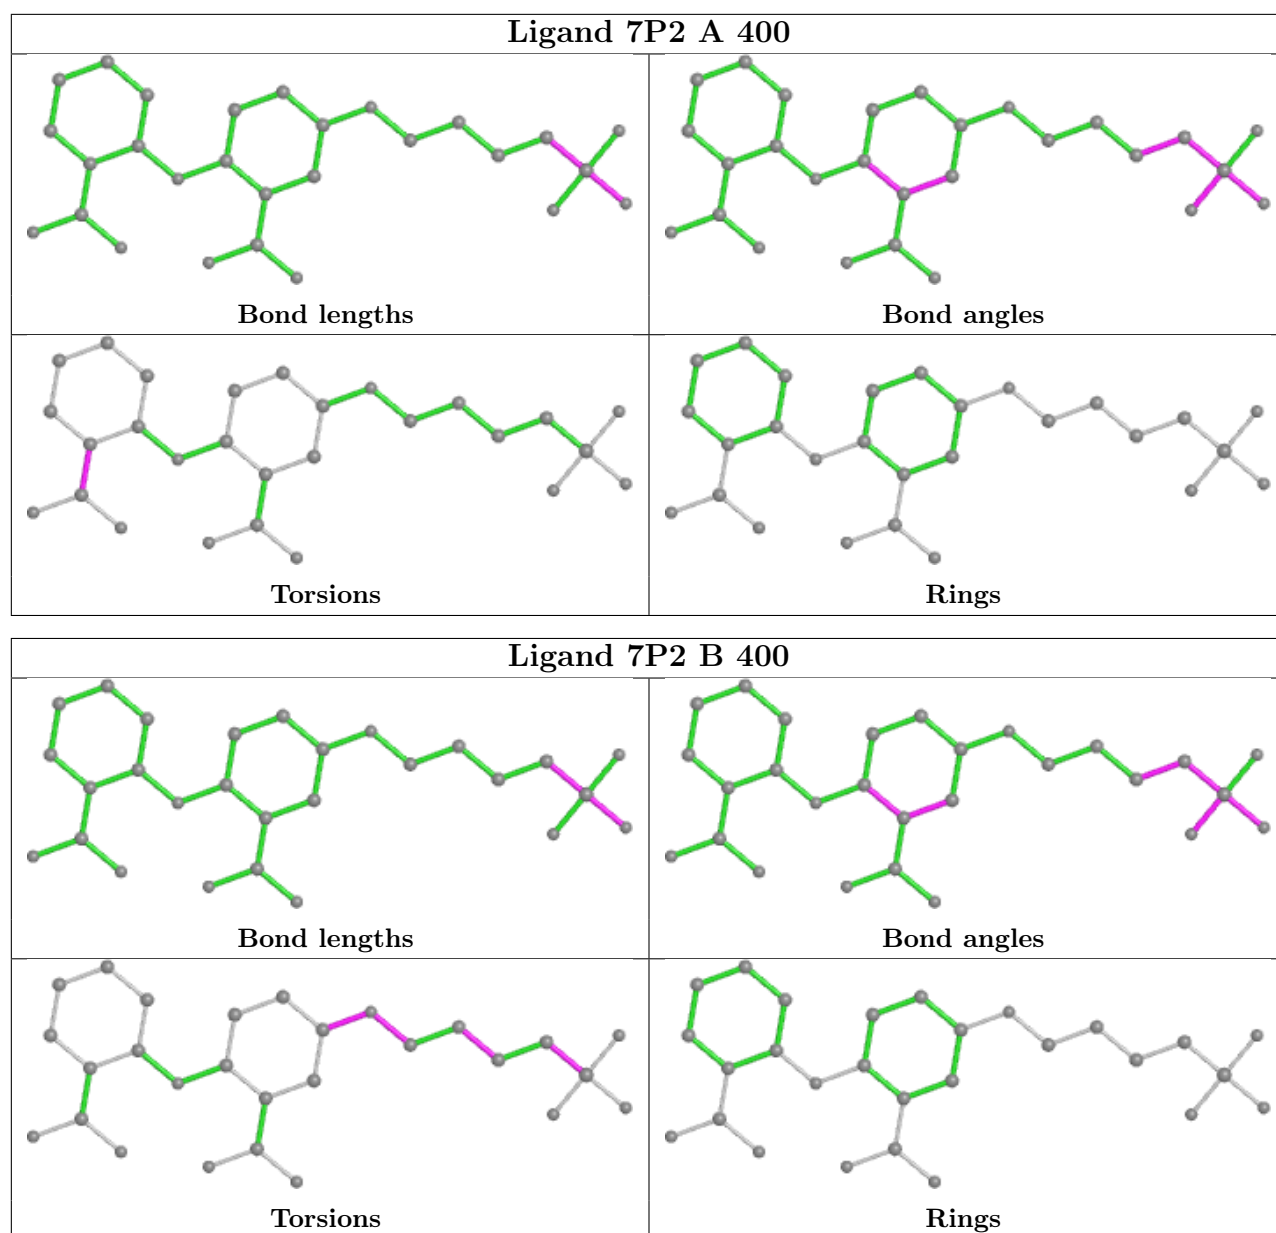 Ligand 7P2 A 400
Bond lengths
Bond angles
Torsions
Rings
Ligand 7P2 B 400
Bond lengths
Bond angles
Torsions
Rings